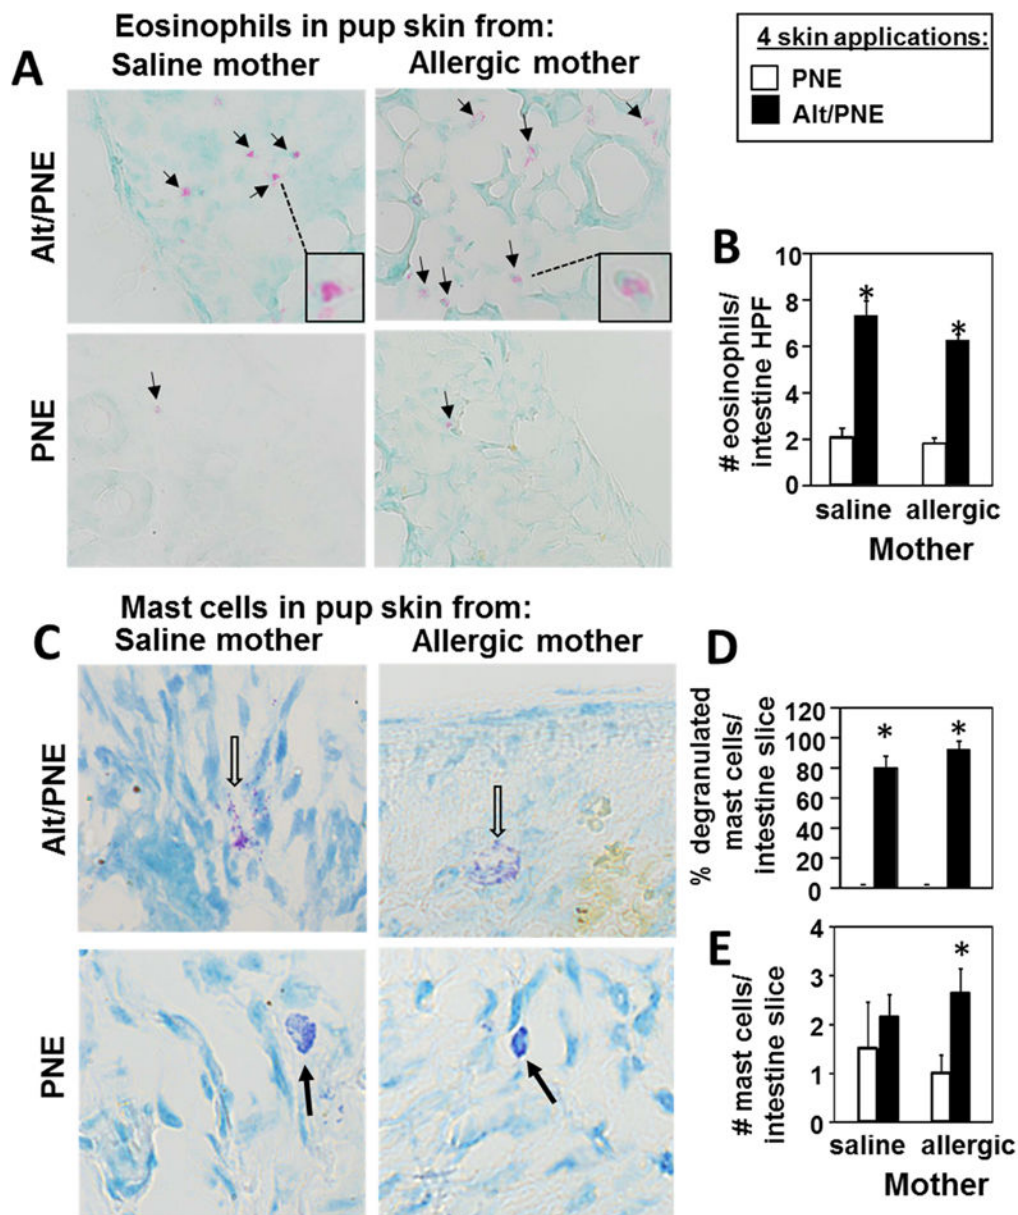 Eosinophils in pup skin from:
Saline mother
Allergic mother
4 skin applications:
PNE
Alt/PNE
A
Alt/PNE
PNE
B
# eosinophils/
intestine HPF
10
8
6
4
2
0
*
*
saline
allergic
Mother
Mast cells in pup skin from:
Saline mother
Allergic mother
C
Alt/PNE
PNE
D
% degranulated
mast cells/
intestine slice
120
100
80
60
40
20
0
*
*
E
# mast cells/
intestine slice
4
3
2
1
0
*
saline
allergic
Mother